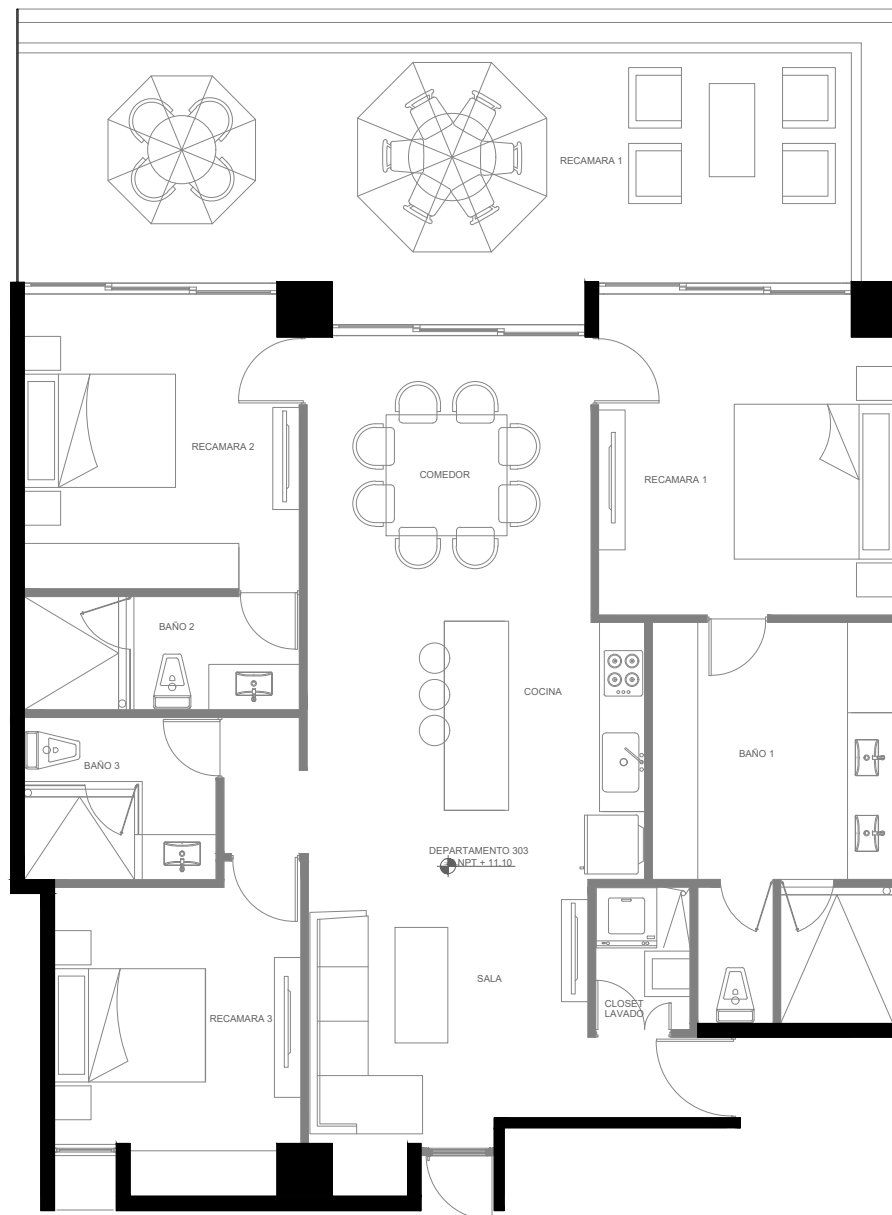 RECAMARA 1
RECAMARA 2
COMEDOR
RECAMARA 1
BAÑO 2
COCINA
BAÑO 3
BAÑO 1
DEPARTAMENTO 303
NPT + 11.10
SALA
RECAMARA 3
CLOSET
LAVADO